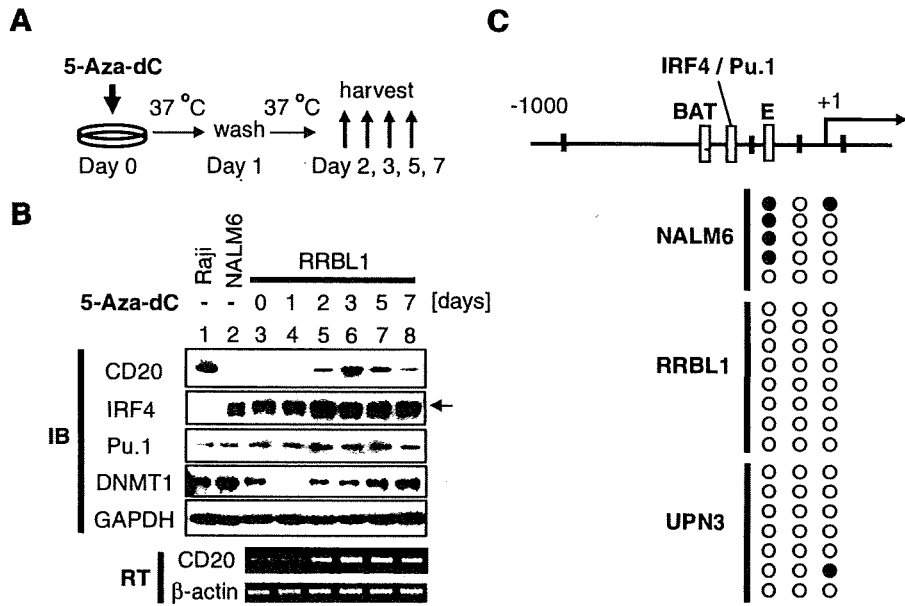 A
5-Aza-dC
37 °C
37 °C
harvest
wash
Day 0
Day 1
Day 2, 3, 5, 7
B
Raji
NALM6
RRBL1
5-Aza-dC - - 0 1 2 3 5 7 [days]
1 2 3 4 5 6 7 8
IB
CD20
IRF4
Pu.1
DNMT1
GAPDH
RT
CD20
β-actin
C
IRF4 / Pu.1
-1000
BAT
E
+1
NALM6
RRBL1
UPN3